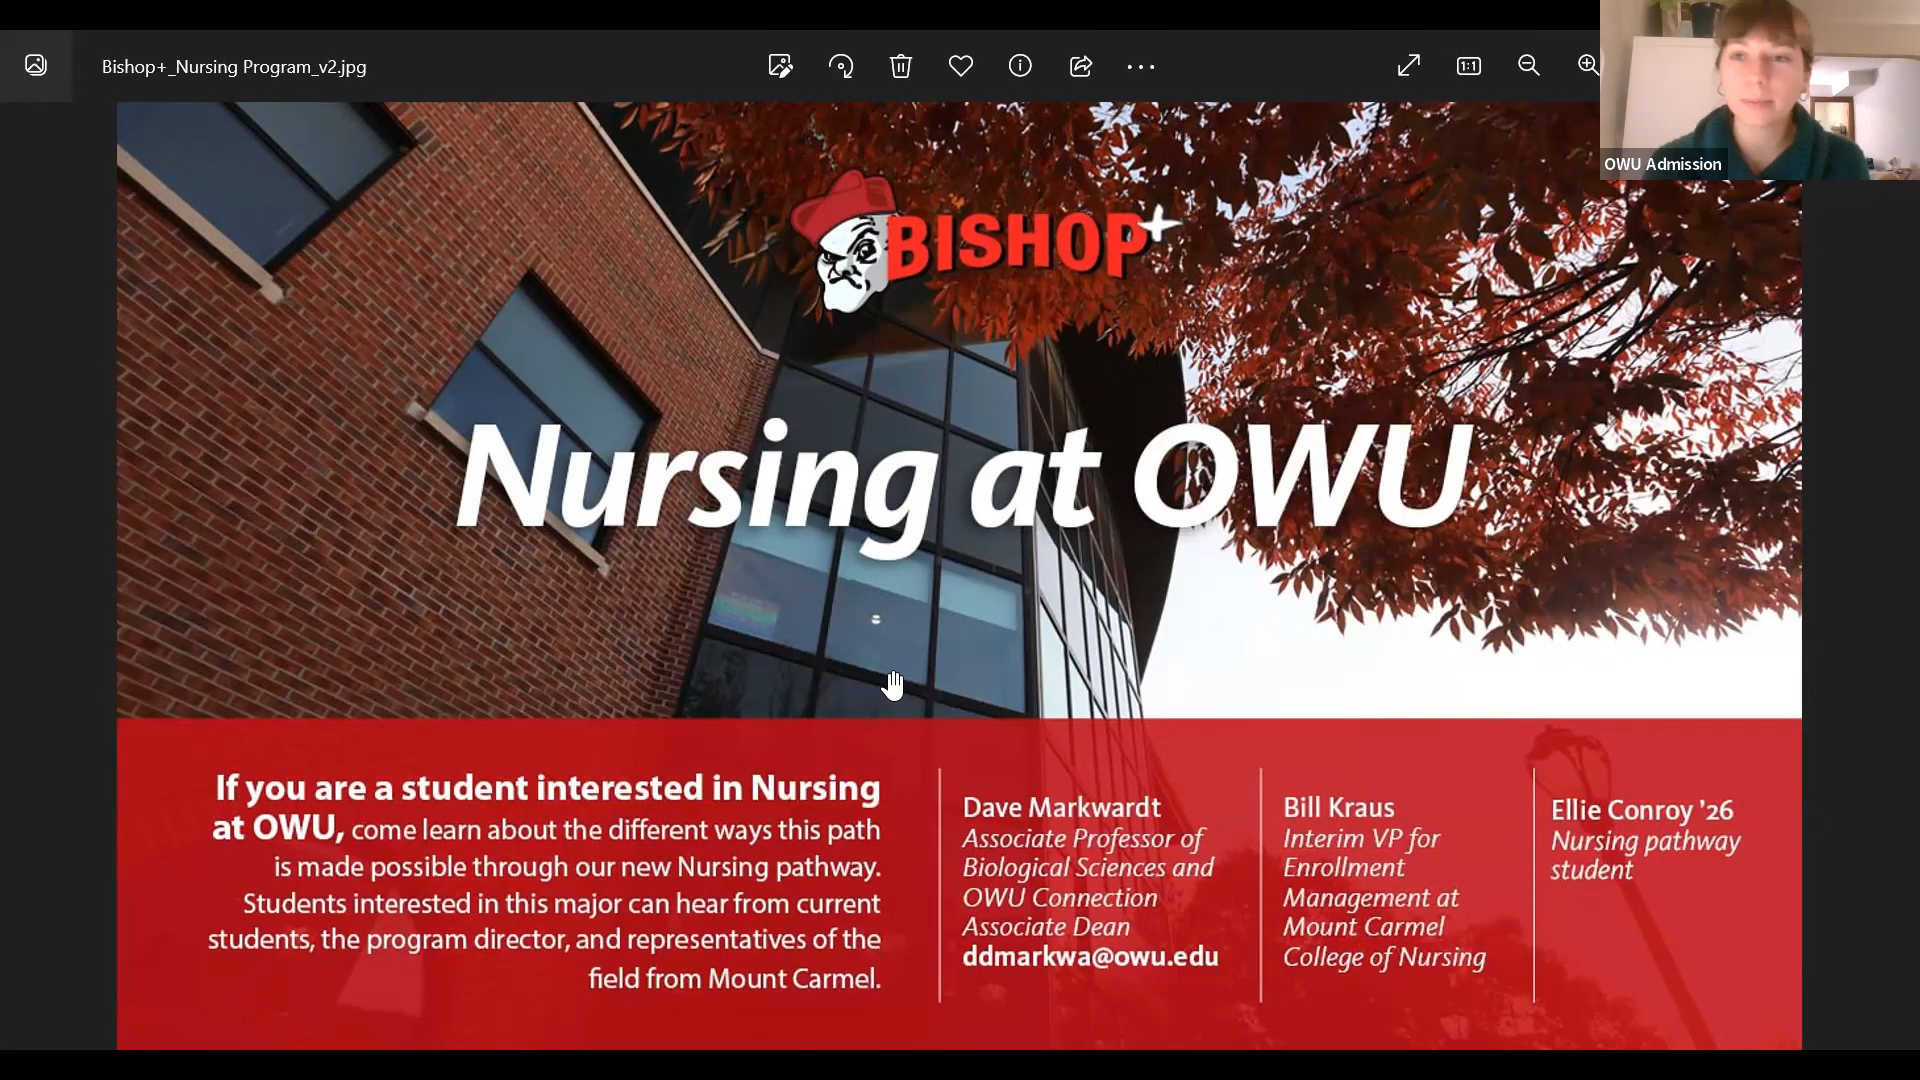 Bishop+_Nursing Program_v2.jpg
1:1
OWU Admission
BISHOP+
Nursing at OWU
If you are a student interested in Nursing
at OWU, come learn about the different ways this path
is made possible through our new Nursing pathway.
Students interested in this major can hear from current
students, the program director, and representatives of the
field from Mount Carmel.
Dave Markwardt
Associate Professor of
Biological Sciences and
OWU Connection
Associate Dean
ddmarkwa@owu.edu
Bill Kraus
Interim VP for
Enrollment
Management at
Mount Carmel
College of Nursing
Ellie Conroy ’26
Nursing pathway
student